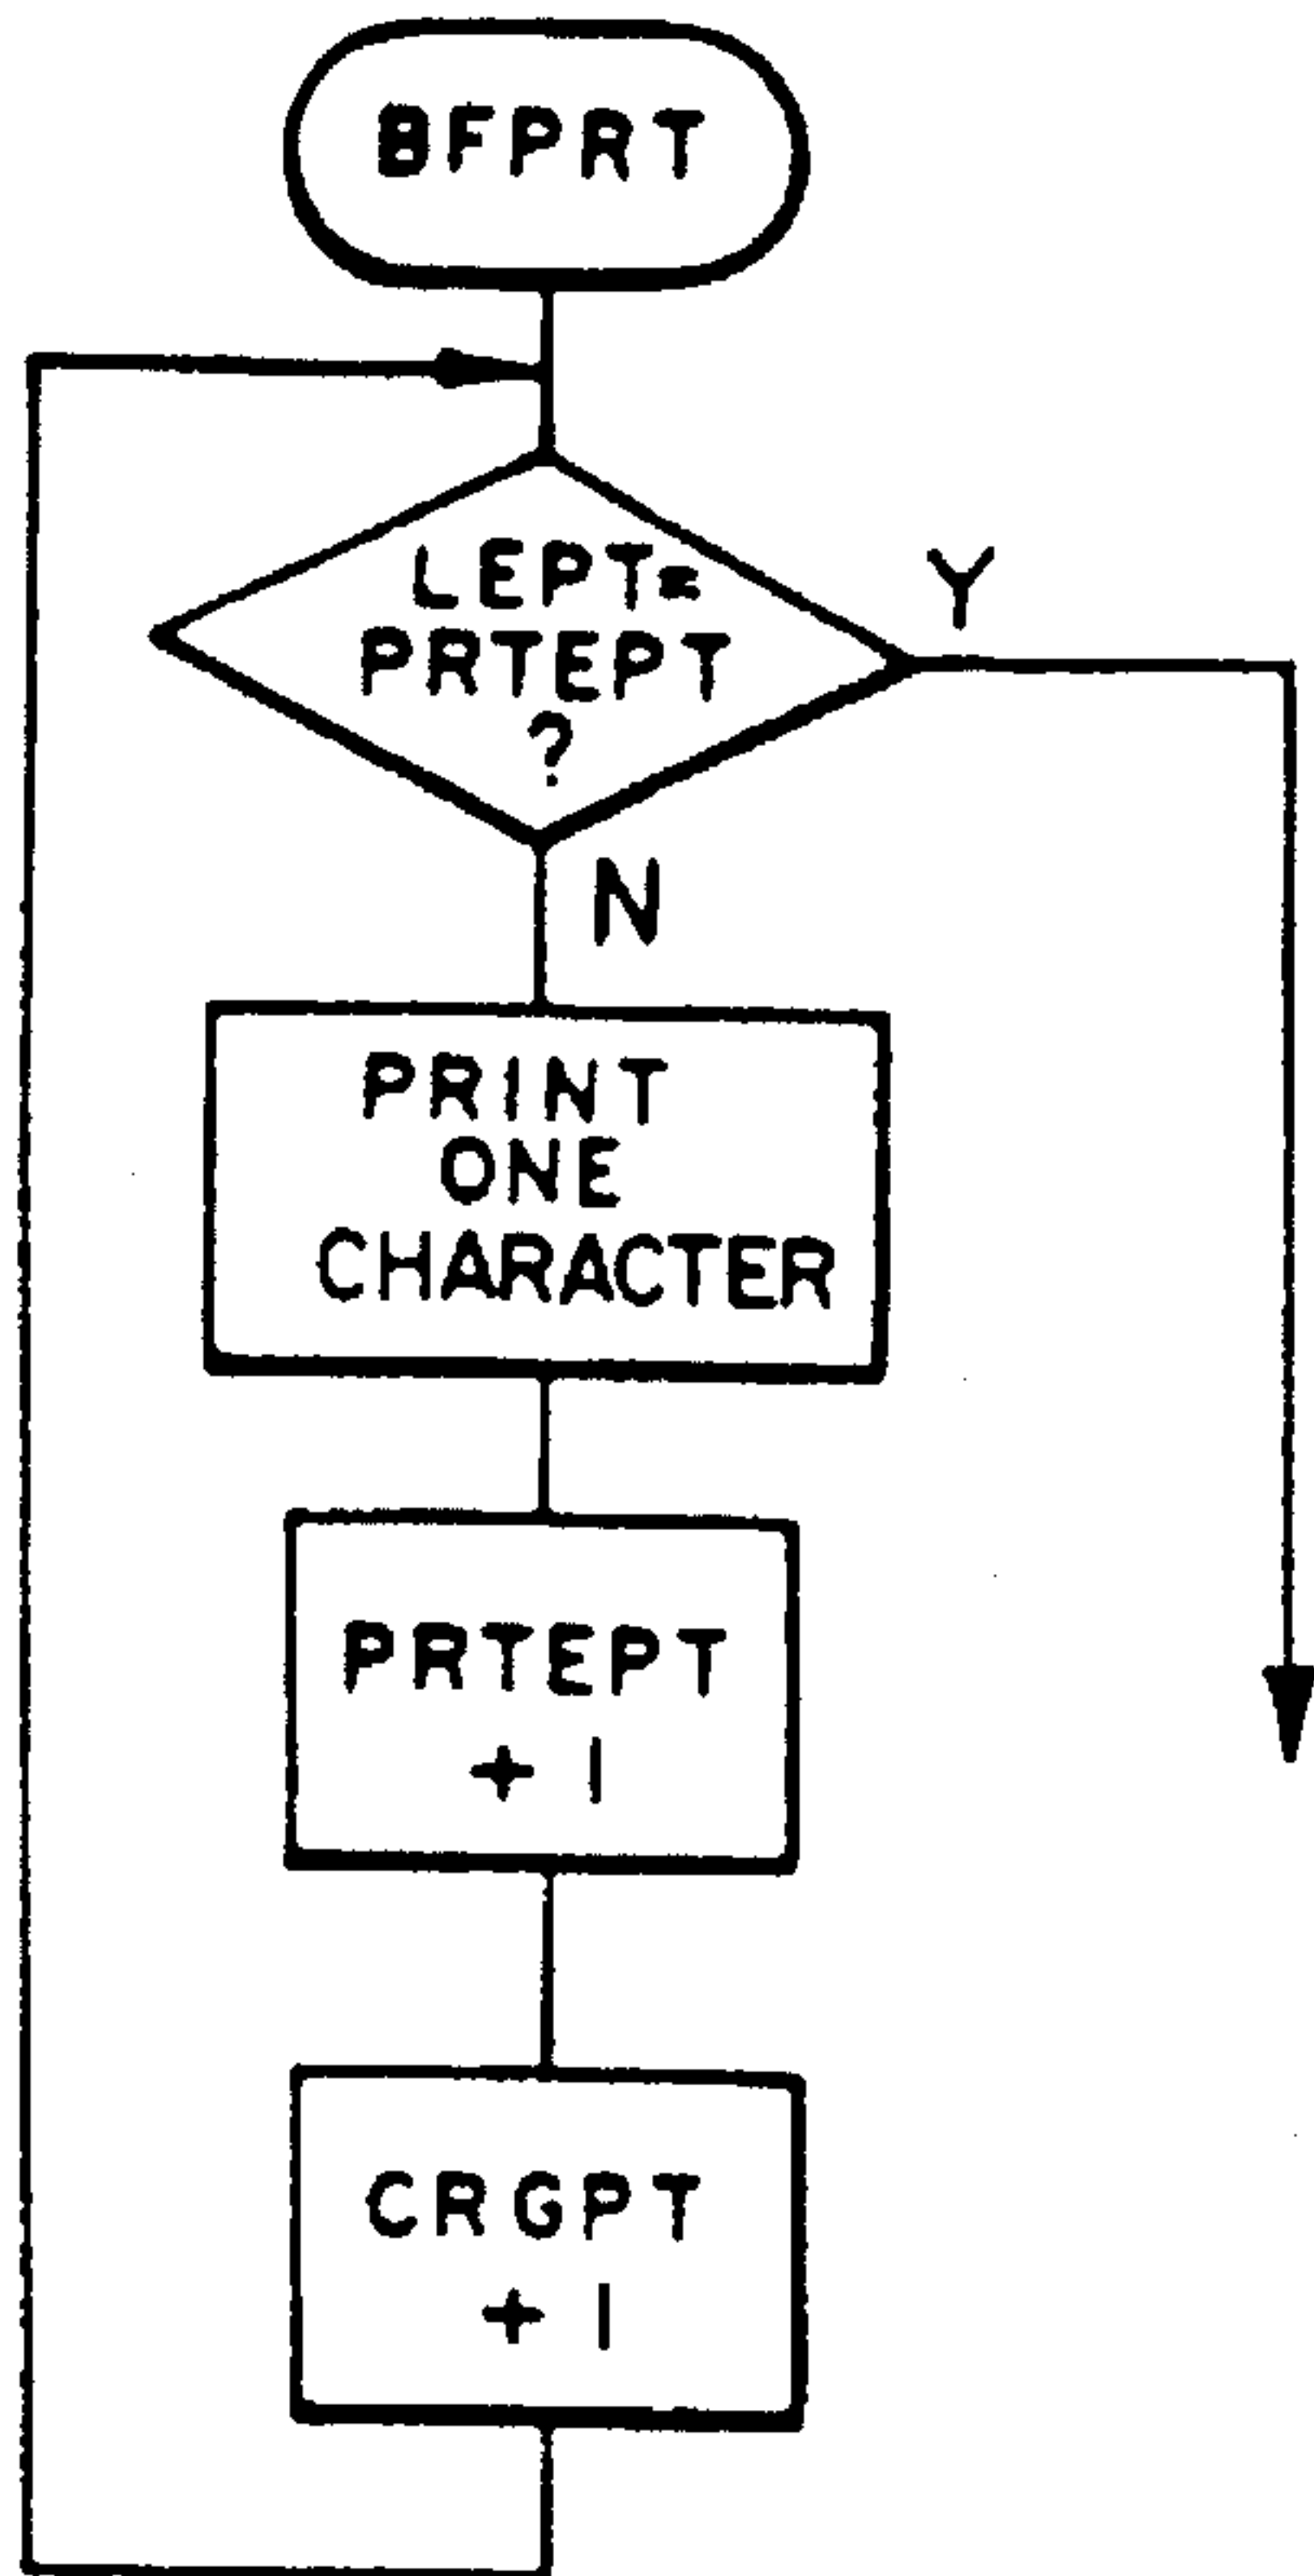 BFPRT
LEPT=
PRTEPT
?
Y
N
PRINT
ONE
CHARACTER
PRTEPT
+ 1
CRGPT
+ 1